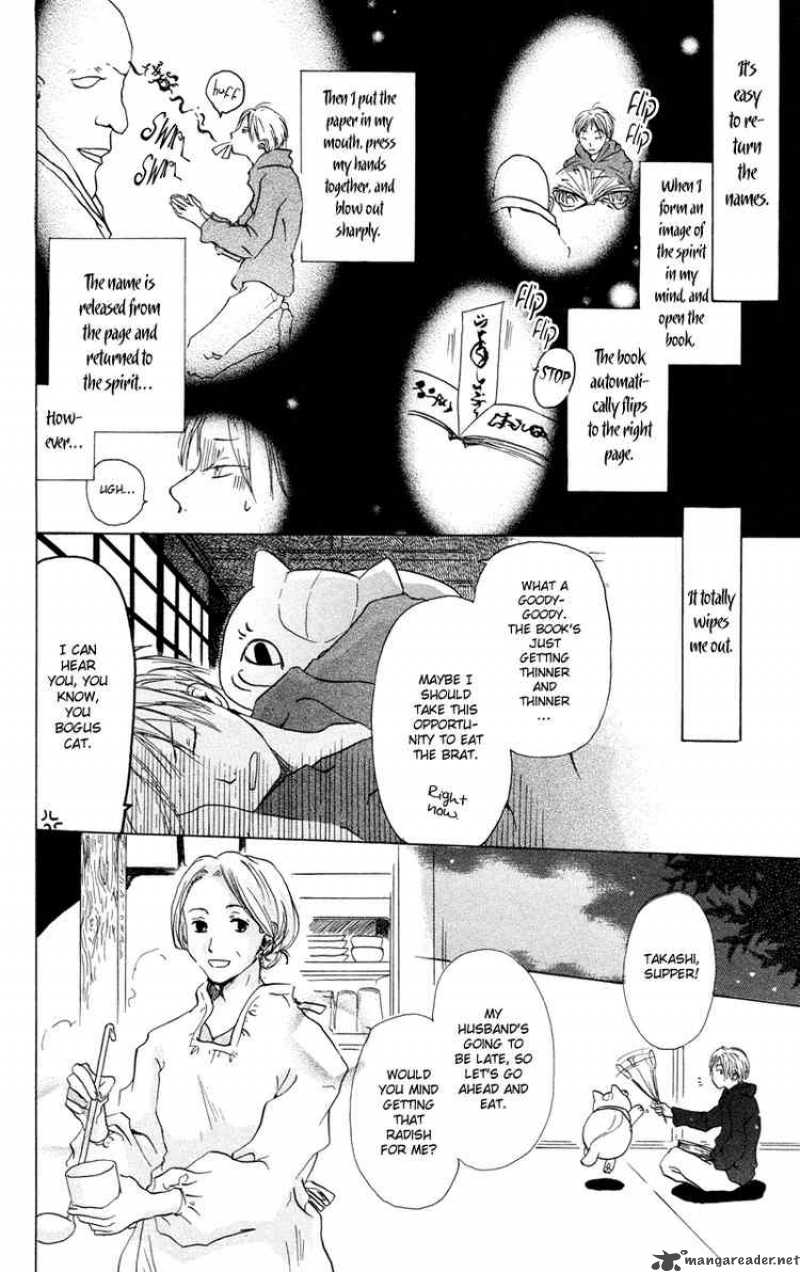 It's
easy
to re-
turn
the
names.
When I
form an
image of
the spirit
in my
mind, and
open the
book,
Flip
Flip
The book
automati-
cally flips
to the right
page.
Flip
Flip
STOP
Then I put the
paper in my
mouth, press
my hands
together, and
blow out
sharply.
huff
SWR
SWR
The name is
released from
the page and
returned to
the spirit...
How-
ever...
UGH...
It totally
wipes
me out.
WHAT A
GOODY-
GOODY.
THE BOOK'S
JUST
GETTING
THINNER
AND
THINNER
...
MAYBE I
SHOULD
TAKE THIS
OPPORTU-
NITY TO EAT
THE BRAT.
Right
now.
I CAN
HEAR
YOU, YOU
KNOW,
YOU
BOGUS
CAT.
TAKASHI,
SUPPER!
MY
HUSBAND'S
GOING TO
BE LATE, SO
LET'S GO
AHEAD AND
EAT.
WOULD
YOU MIND
GETTING
THAT
RADISH
FOR ME?
mangareader.net